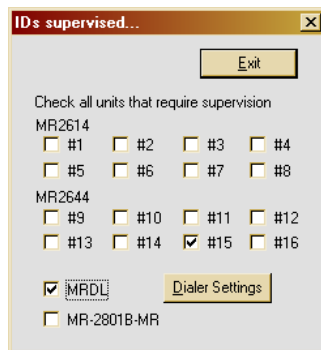 IDs supervised...
Exit
Check all units that require supervision
MR2614
#1 #2 #3 #4
#5 #6 #7 #8
MR2644
#9 #10 #11 #12
#13 #14 #15 #16
MRDL Dialer Settings
MR-2801B-MR